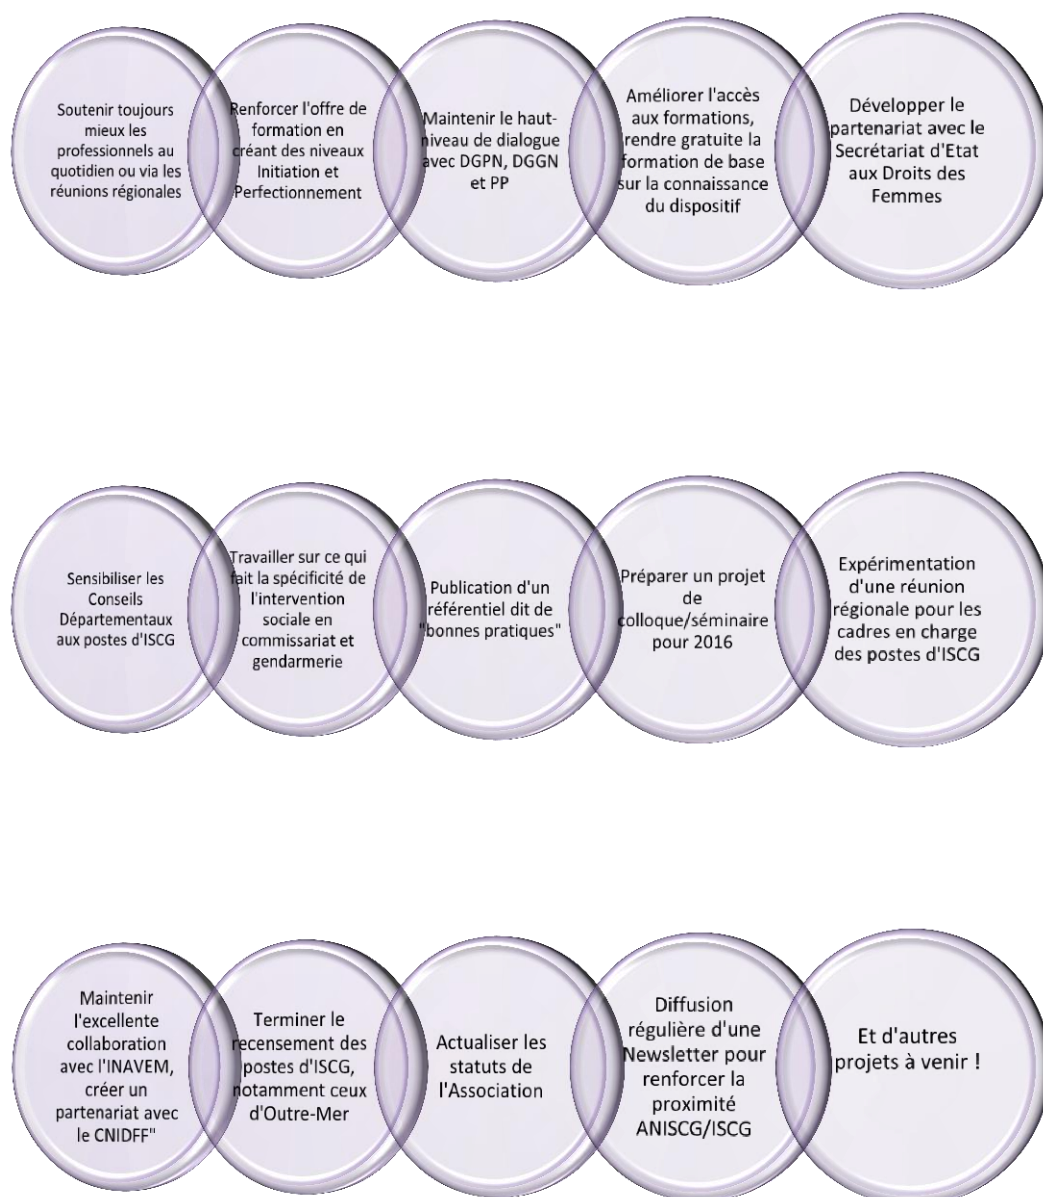 Soutenir toujours
mieux les
professionnels au
quotidien ou via les
réunions régionales
Renforcer l'offre de
formation en
créant des niveaux
Initiation et
Perfectionnement
Maintenir le haut-
niveau de dialogue
avec DGPN, DGGN
et PP
Améliorer l'accès
aux formations,
rendre gratuite la
formation de base
sur la connaissance
du dispositif
Développer le
partenariat avec le
Secrétariat d'Etat
aux Droits des
Femmes
Sensibiliser les
Conseils
Départementaux
aux postes d'ISCG
Travailler sur ce qui
fait la spécificité de
l'intervention
sociale en
commissariat et
gendarmerie
Publication d'un
référentiel dit de
"bonnes pratiques"
Préparer un projet
de
colloque/séminaire
pour 2016
Expérimentation
d'une réunion
régionale pour les
cadres en charge
des postes d'ISCG
Maintenir
l'excellente
collaboration
avec l'INAVEM,
créer un
partenariat avec
le CNIDFF"
Terminer le
recensement des
postes d'ISCG,
notamment ceux
d'Outre-Mer
Actualiser les
statuts de
l'Association
Diffusion
régulière d'une
Newsletter pour
renforcer la
proximité
ANISCG/ISCG
Et d'autres
projets à venir !